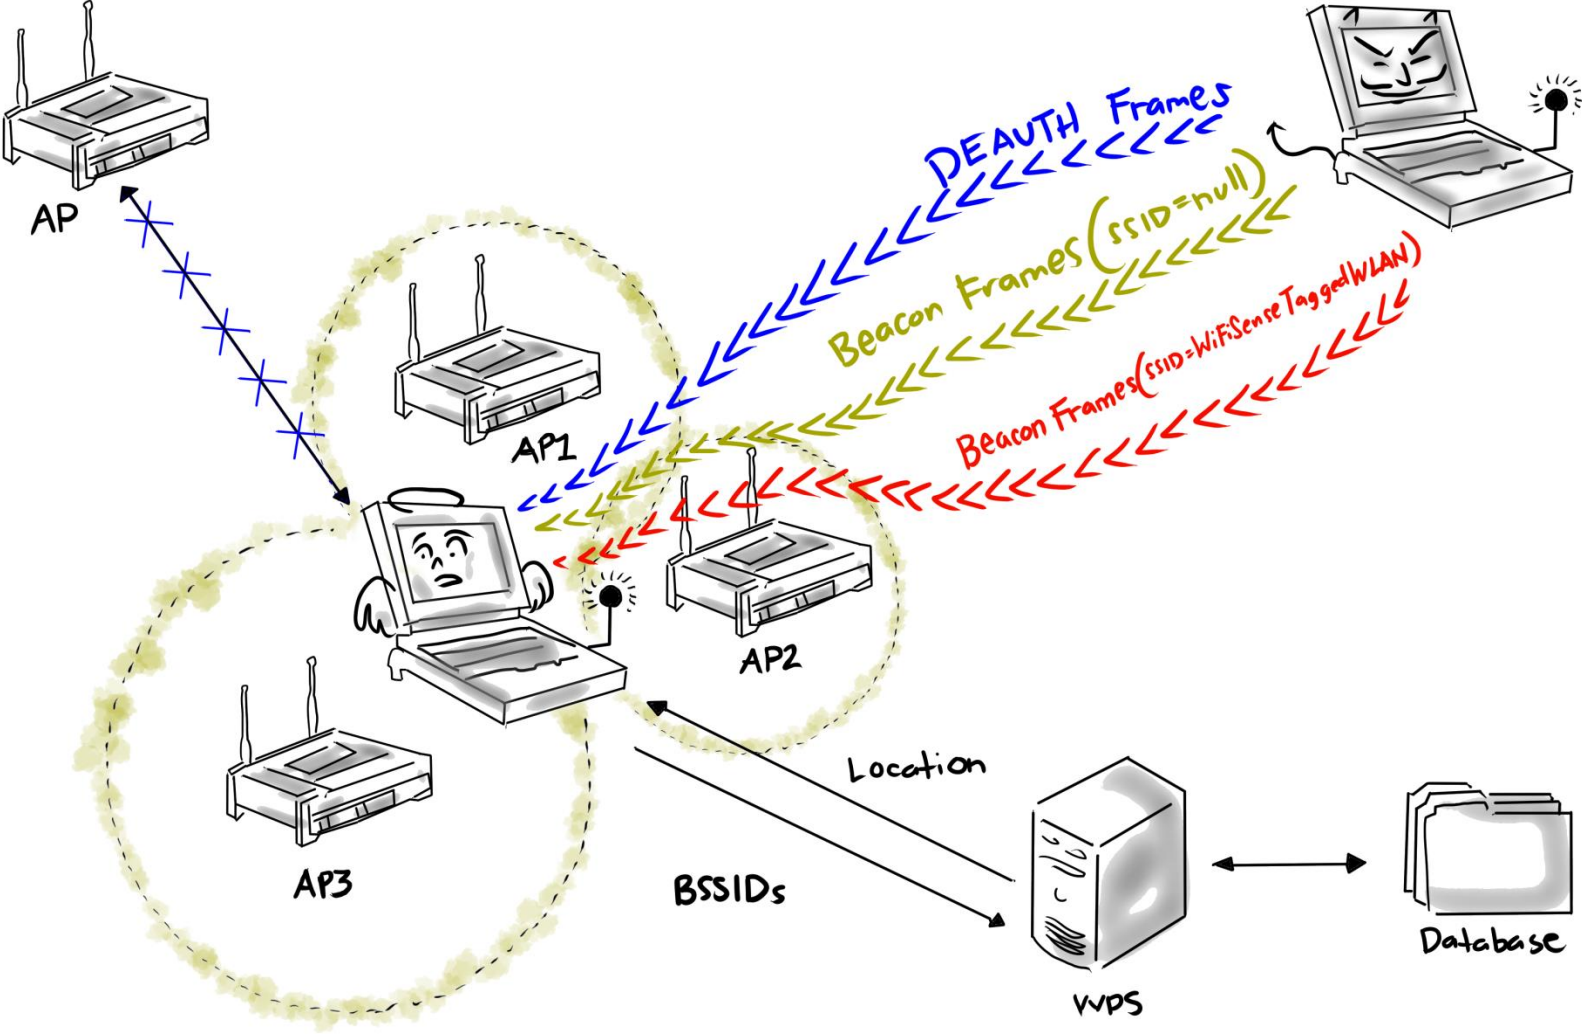 DEAUTH Frames
Beacon Frames(SSID=null)
Beacon Frames(SSID=WiFiSenseTaggedWLAN)
AP
AP1
AP2
AP3
Location
BSSIDs
WPS
Database